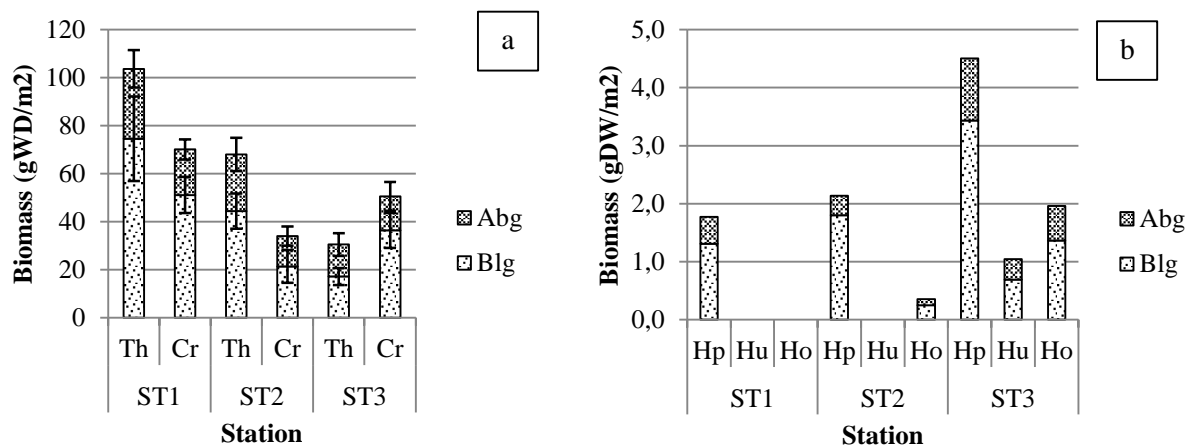 a
Biomass (gWD/m2)
120
100
80
60
40
20
0
Th Cr Th Cr Th Cr
ST1 ST2 ST3
Station
Abg
Blg
b
Biomass (gDW/m2)
5,0
4,0
3,0
2,0
1,0
0,0
Hp Hu Ho Hp Hu Ho Hp Hu Ho
ST1 ST2 ST3
Station
Abg
Blg